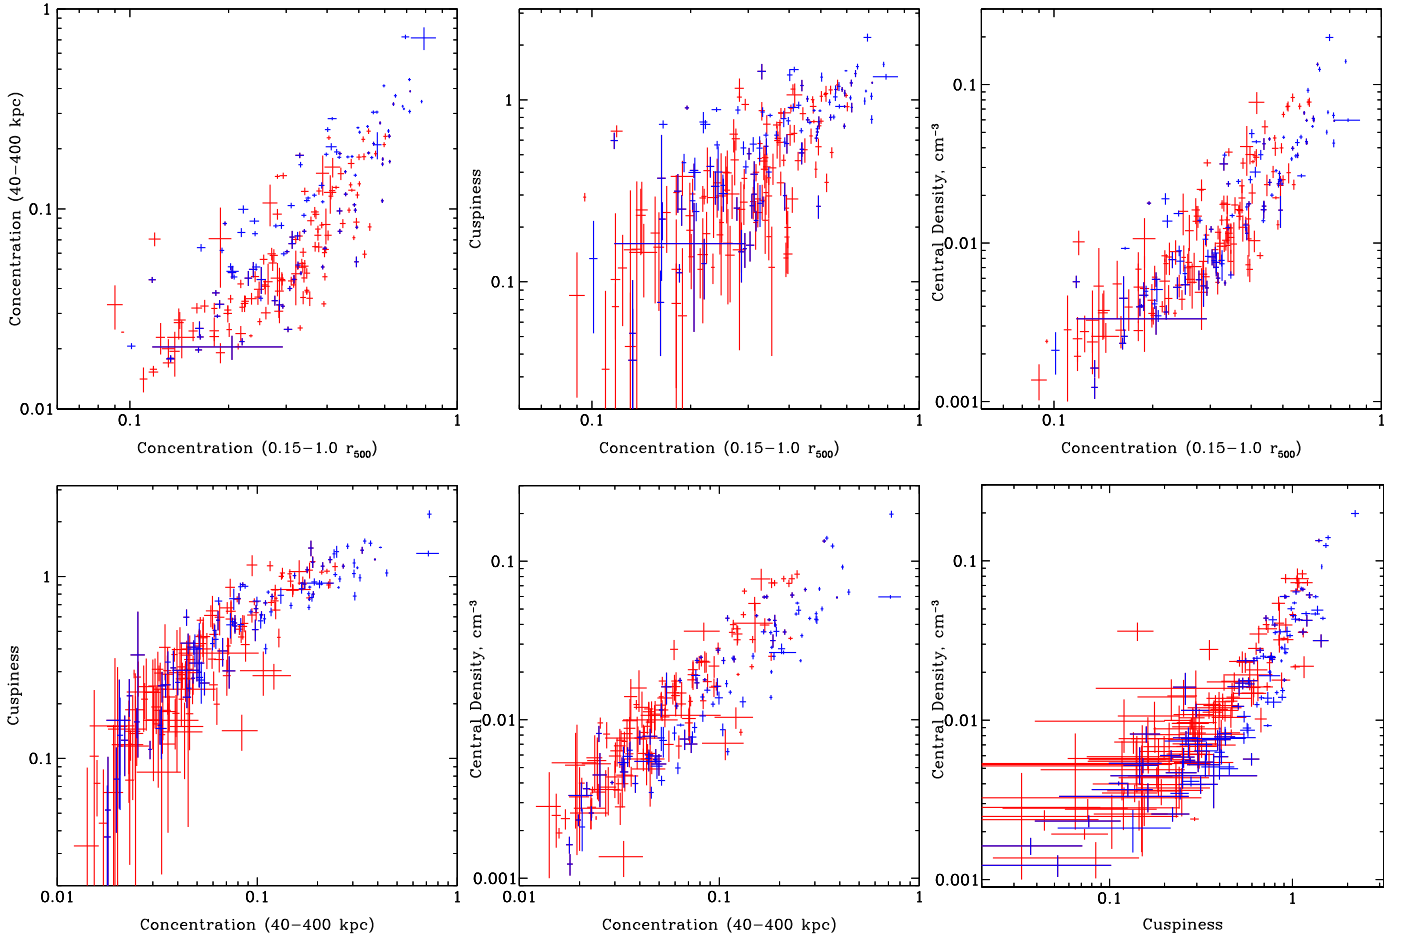 1
0.1
0.01
Concentration (40−400 kpc)
0.1
1
Concentration (0.15−1.0 r500)
1
0.1
Cuspiness
0.1
1
Concentration (0.15−1.0 r500)
0.1
0.01
0.001
Central Density, cm−3
0.1
1
Concentration (0.15−1.0 r500)
1
0.1
Cuspiness
0.01
0.1
1
Concentration (40−400 kpc)
0.1
0.01
0.001
Central Density, cm−3
0.01
0.1
1
Concentration (40−400 kpc)
0.1
0.01
0.001
Central Density, cm−3
0.1
1
Cuspiness